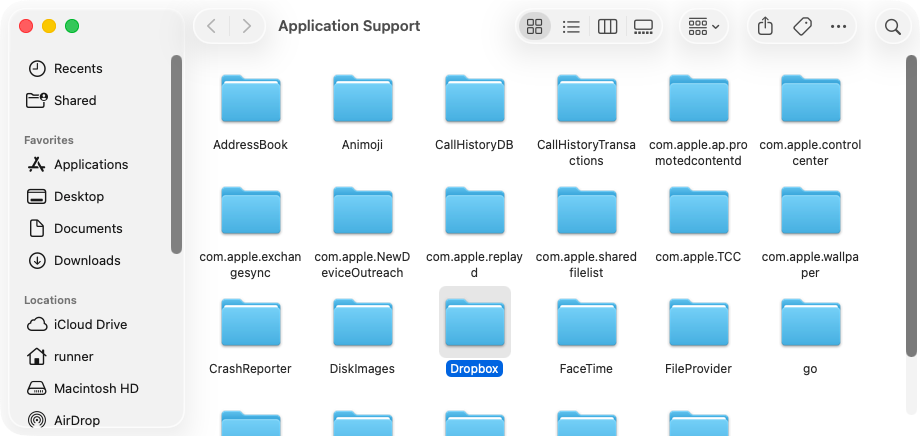 Application Support
Recents
Shared
Favorites
Applications
Desktop
Documents
Downloads
Locations
iCloud Drive
runner
Macintosh HD
AirDrop
AddressBook
Animoji
CallHistoryDB
CallHistoryTransa
ctions
com.apple.ap.pro
motedcontentd
com.apple.control
center
com.apple.exchan
gesync
com.apple.NewD
eviceOutreach
com.apple.replay
d
com.apple.shared
filelist
com.apple.TCC
com.apple.wallpa
per
CrashReporter
DiskImages
Dropbox
FaceTime
FileProvider
go